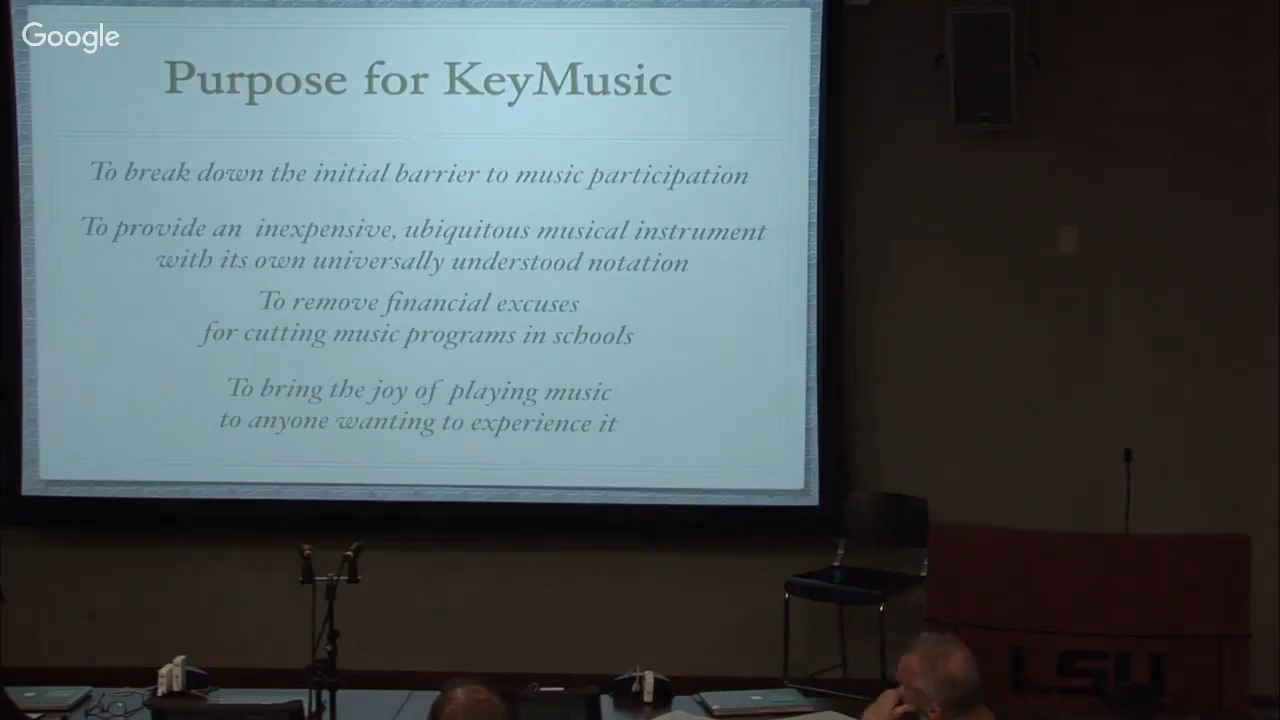 Google
Purpose for KeyMusic
To break down the initial barrier to music participation
To provide an inexpensive, ubiquitous musical instrument
with its own universally understood notation
To remove financial excuses
for cutting music programs in schools
To bring the joy of playing music
to anyone wanting to experience it
LSU